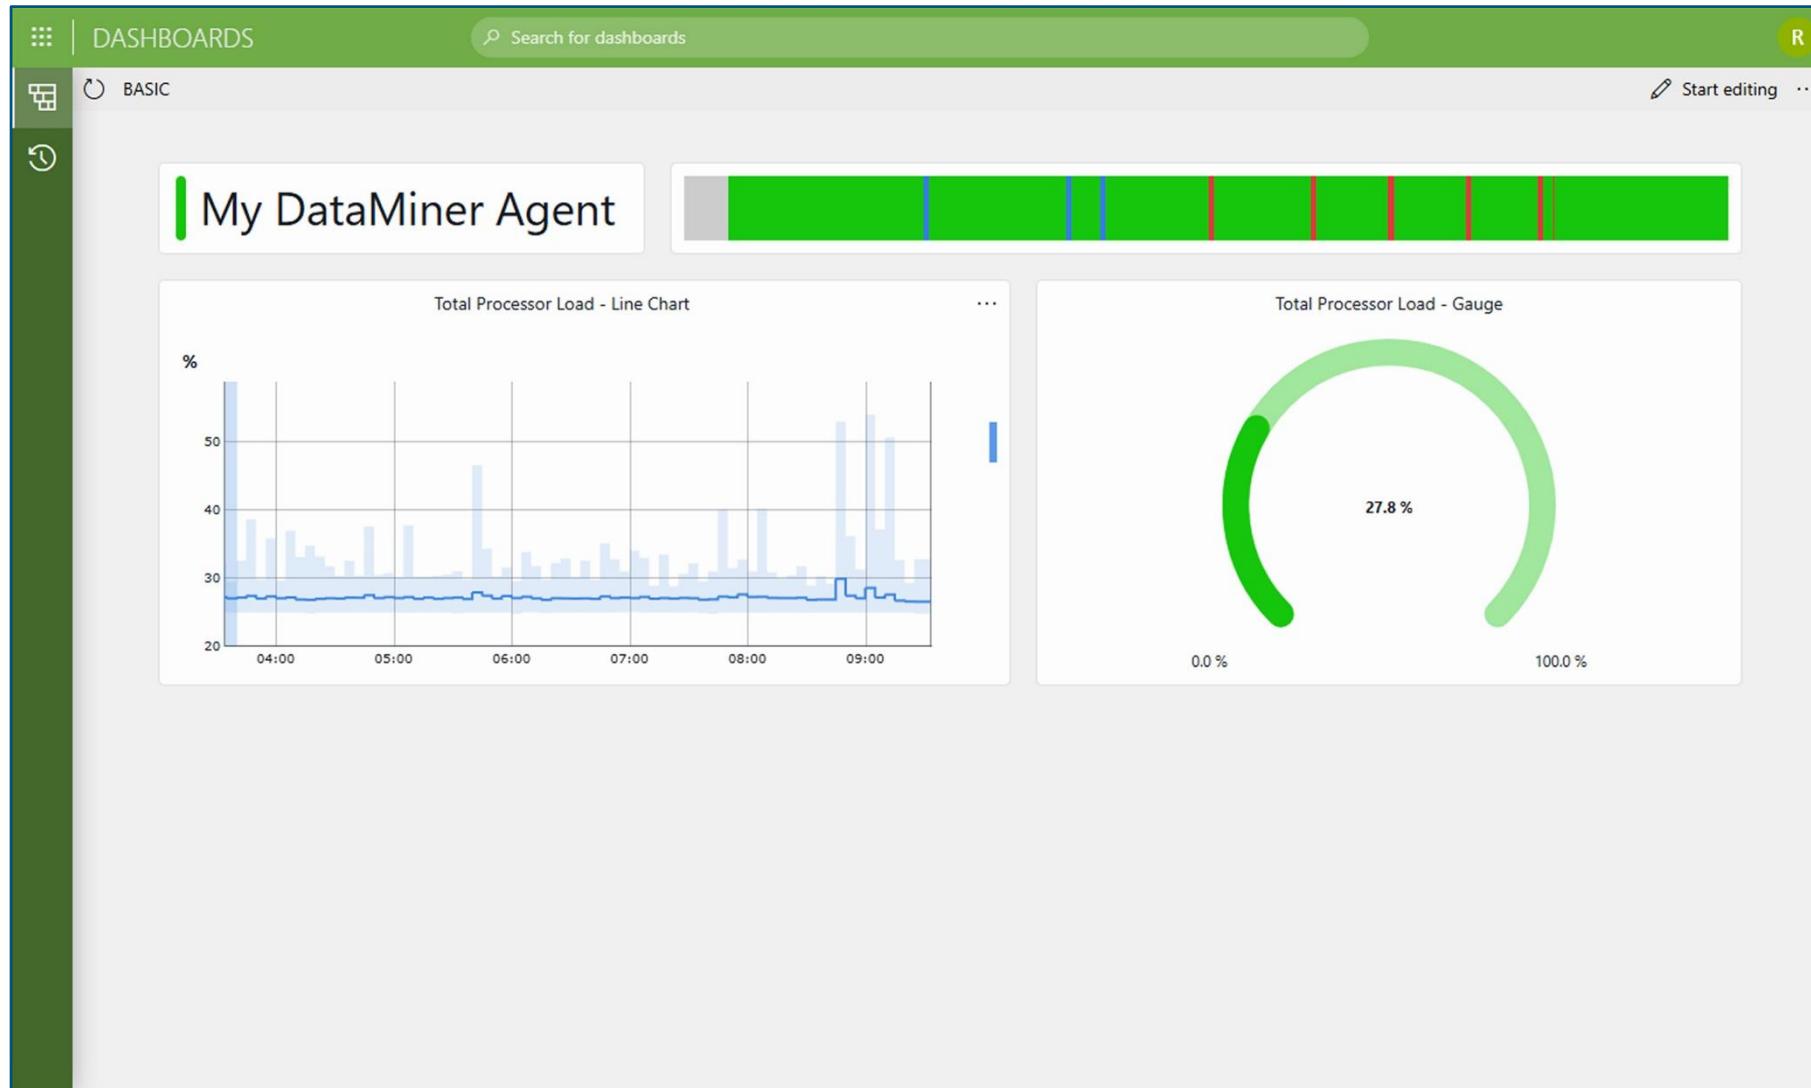 DASHBOARDS
Search for dashboards
R
BASIC
Start editing
My DataMiner Agent
Total Processor Load - Line Chart
%
50
40
30
20
04:00 05:00 06:00 07:00 08:00 09:00
Total Processor Load - Gauge
27.8 %
0.0 % 100.0 %